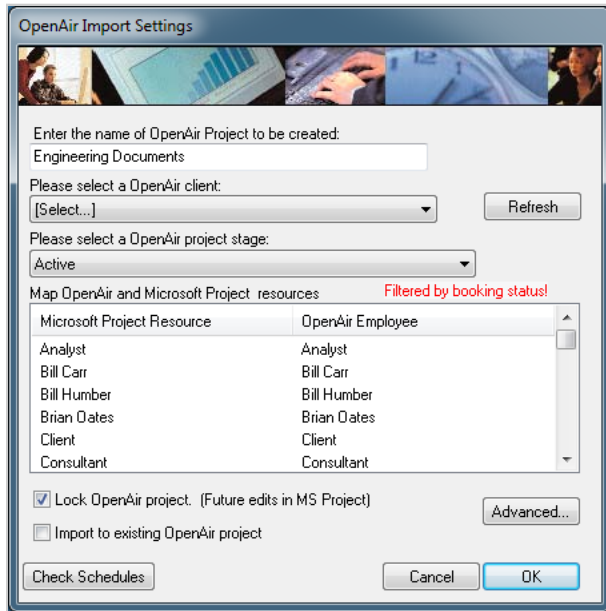 OpenAir Import Settings
Enter the name of OpenAir Project to be created:
Engineering Documents
Please select a OpenAir client:
[Select...]
Refresh
Please select a OpenAir project stage:
Active
Map OpenAir and Microsoft Project resources Filtered by booking status!
Microsoft Project Resource OpenAir Employee
Analyst Analyst
Bill Carr Bill Carr
Bill Humber Bill Humber
Brian Oates Brian Oates
Client Client
Consultant Consultant
Lock OpenAir project. (Future edits in MS Project)
Advanced...
Import to existing OpenAir project
Check Schedules Cancel OK